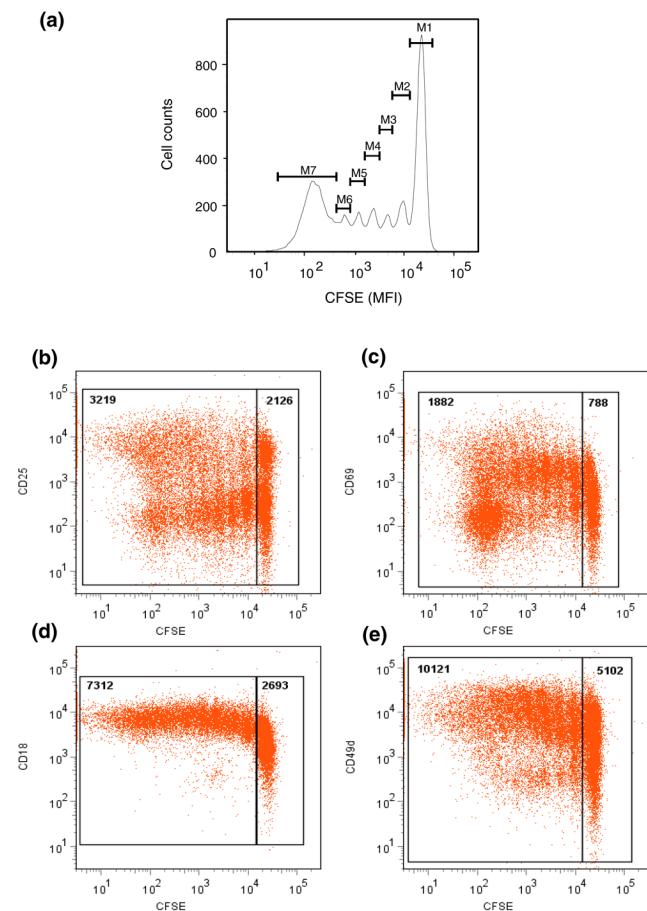 (a)
M1
M2
M3
M4
M5
M6
M7
800
600
400
200
0
Cell counts
10¹ 10² 10³ 10⁴ 10⁵
CFSE (MFI)
(b)
3219 2126
10⁵
10⁴
10³
10²
10¹
CD25
10² 10³ 10⁴ 10⁵
CFSE
(c)
1882 788
10⁵
10⁴
10³
10²
10¹
CD69
10¹ 10² 10³ 10⁴ 10⁵
CFSE
(d)
7312 2693
10⁵
10⁴
10³
10²
10¹
CD18
10¹ 10² 10³ 10⁴ 10⁵
CFSE
(e)
10121 5102
10⁵
10⁴
10³
10²
10¹
CD49d
10¹ 10² 10³ 10⁴ 10⁵
CFSE